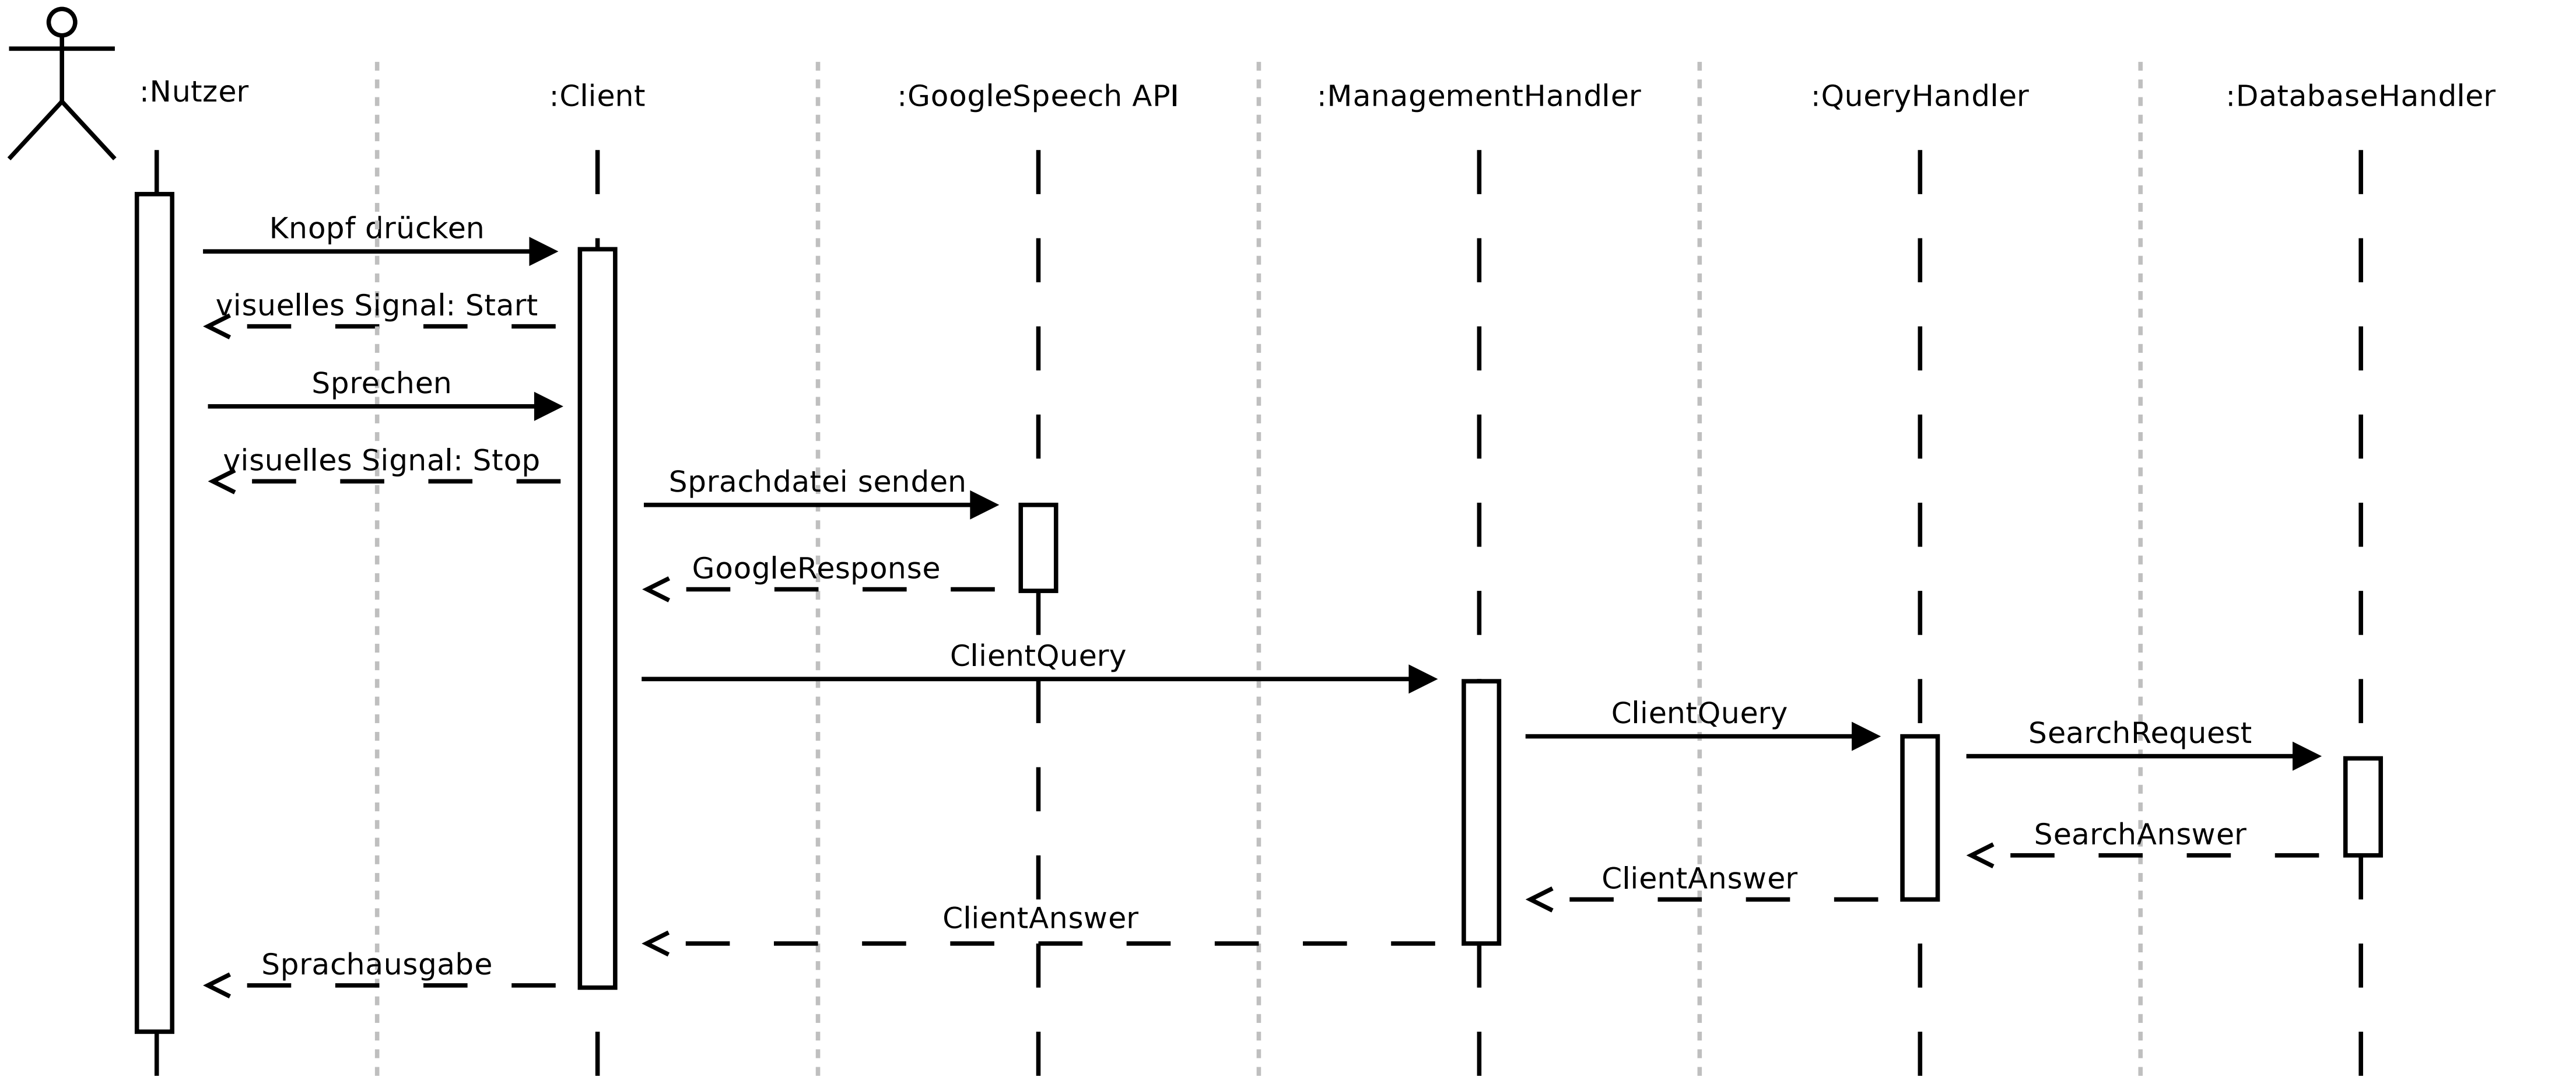 :Nutzer
:Client
:GoogleSpeech API
:ManagementHandler
:QueryHandler
:DatabaseHandler
Knopf drücken
visuelles Signal: Start
Sprechen
visuelles Signal: Stop
Sprachdatei senden
GoogleResponse
ClientQuery
ClientQuery
SearchRequest
SearchAnswer
ClientAnswer
ClientAnswer
Sprachausgabe